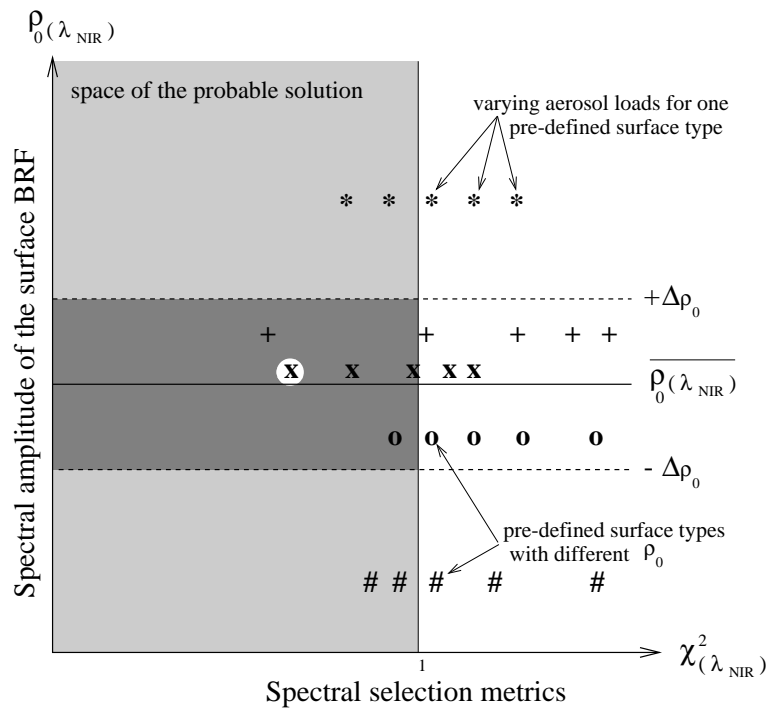 ρ₀(λ NIR)
space of the probable solution
varying aerosol loads for one
pre-defined surface type
* * * * *
+Δρ₀
+ + + + +
x x x x x
ρ₀(λ NIR)
o o o o o
- Δρ₀
pre-defined surface types
with different ρ₀
# # # # #
Spectral amplitude of the surface BRF
1
χ²(λ NIR)
Spectral selection metrics